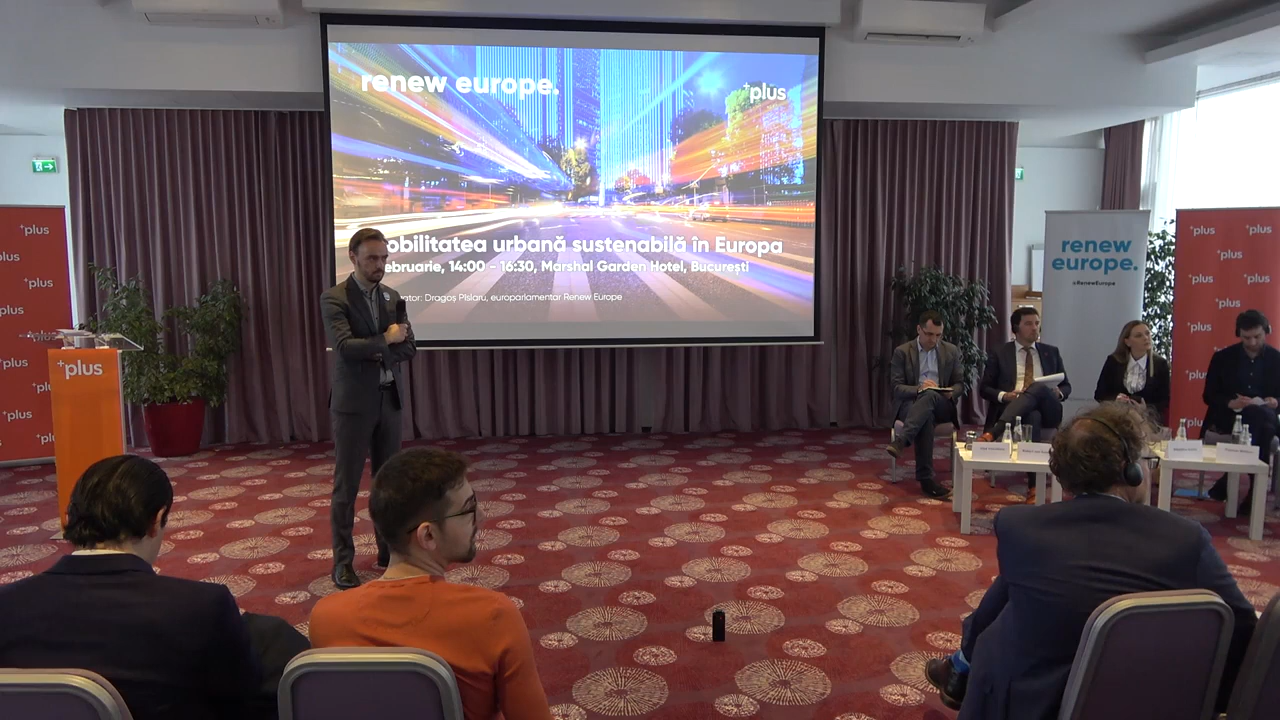 renew europe.
+plus
obilitatea urbană sustenabilă în Europa
ebruarie, 14:00 - 16:30, Marshal Garden Hotel, București
ator: Dragoș Pîslaru, europarlamentar Renew Europe
+plus
+plus
+plus
+plus
+plus
+plus
renew
europe.
@RenewEurope
+plus
+plus
+plus
+plus
+plus
+plus
+plus
+plus